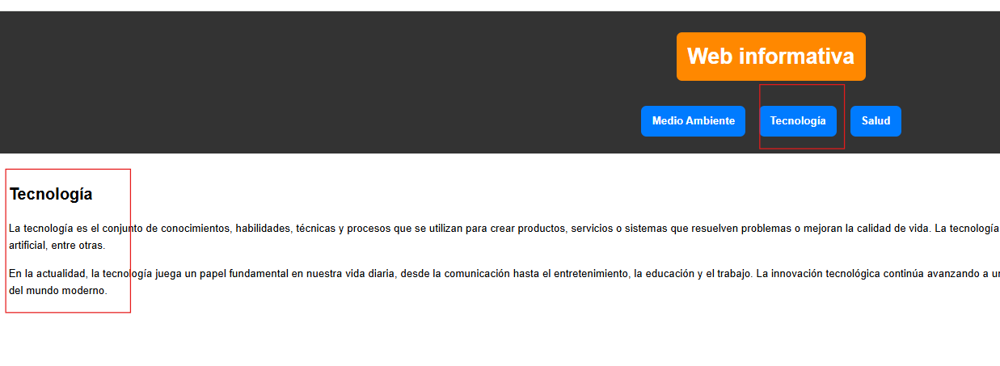 Web informativa
Medio Ambiente
Tecnología
Salud
Tecnología
La tecnología es el conjunto de conocimientos, habilidades, técnicas y procesos que se utilizan para crear productos, servicios o sistemas que resuelven problemas o mejoran la calidad de vida. La tecnología
artificial, entre otras.
En la actualidad, la tecnología juega un papel fundamental en nuestra vida diaria, desde la comunicación hasta el entretenimiento, la educación y el trabajo. La innovación tecnológica continúa avanzando a
del mundo moderno.